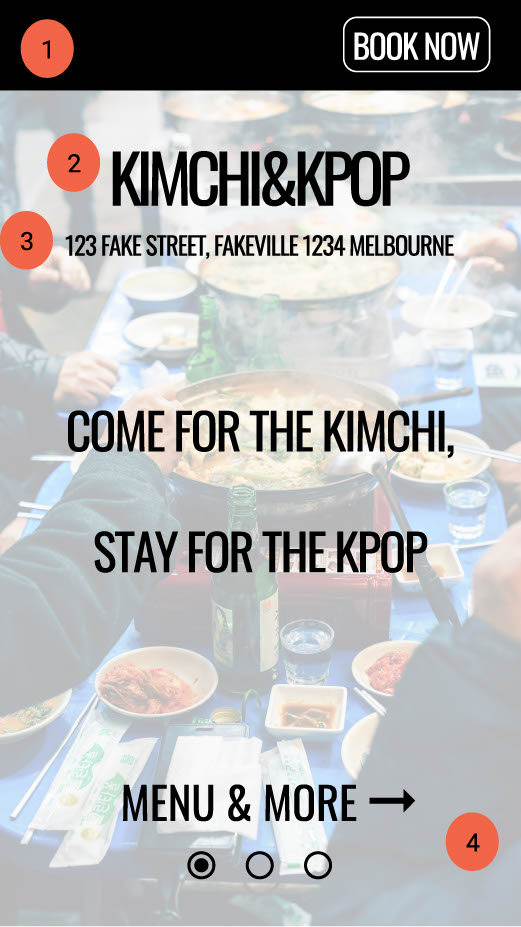 1
BOOK NOW
2
KIMCHI&KPOP
3
123 FAKE STREET, FAKEVILLE 1234 MELBOURNE
COME FOR THE KIMCHI,
STAY FOR THE KPOP
MENU & MORE
4